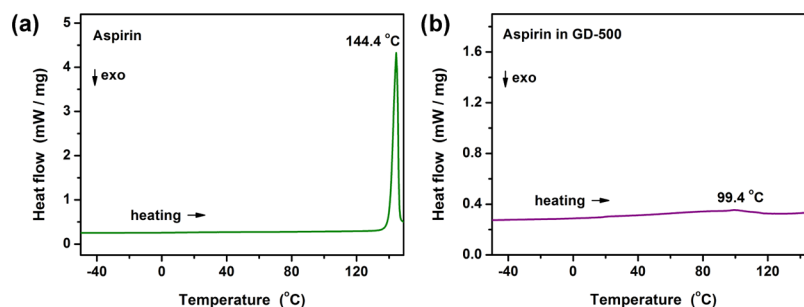 (a)
Aspirin
144.4 °C
exo
heating
Heat flow (mW / mg)
5
4
3
2
1
0
-40 0 40 80 120
Temperature (°C)
(b)
Aspirin in GD-500
exo
heating
99.4 °C
Heat flow (mW / mg)
1.6
1.2
0.8
0.4
0.0
-40 0 40 80 120
Temperature (°C)